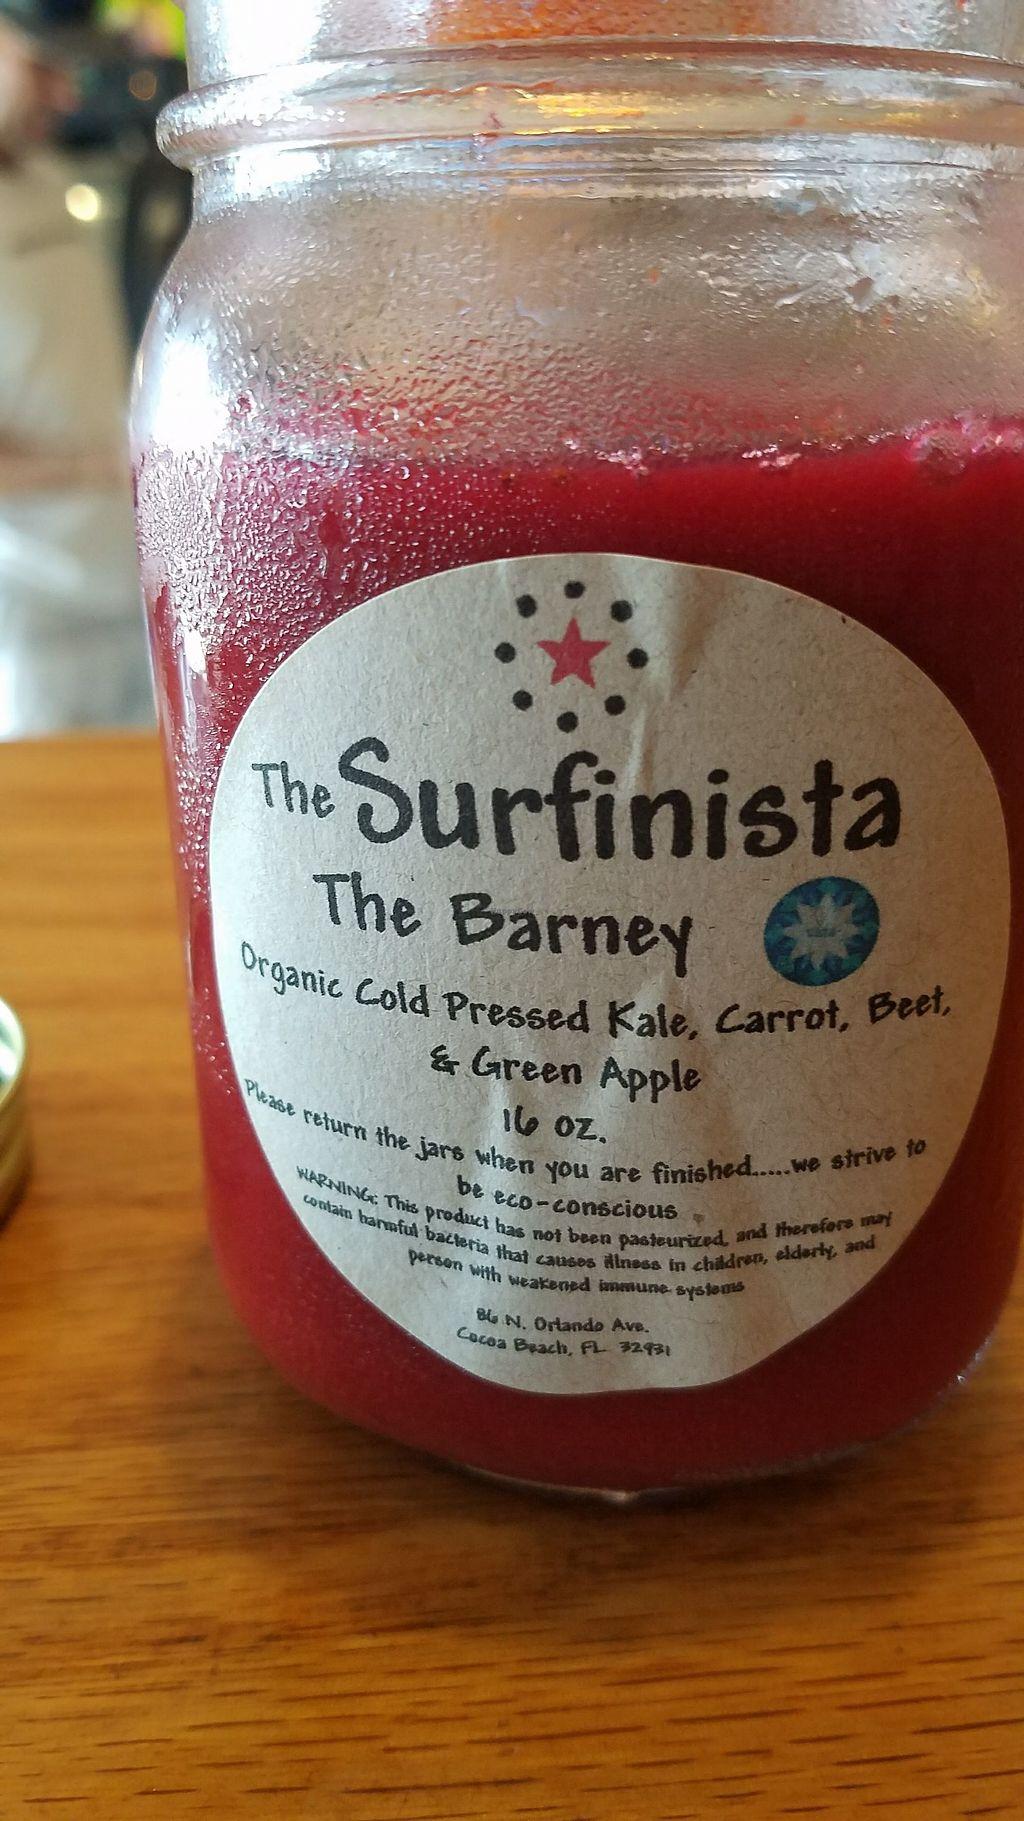 The Surfinista
The Barney
Organic Cold Pressed Kale, Carrot, Beet,
& Green Apple
16 oz.
Please return the jars when you are finished.....we strive to
be eco-conscious
WARNING: This product has not been pasteurized, and therefore may
contain harmful bacteria that causes illness in children, elderly, and
person with weakened immune systems
86 N. Orlando Ave.
Cocoa Beach, FL 32931